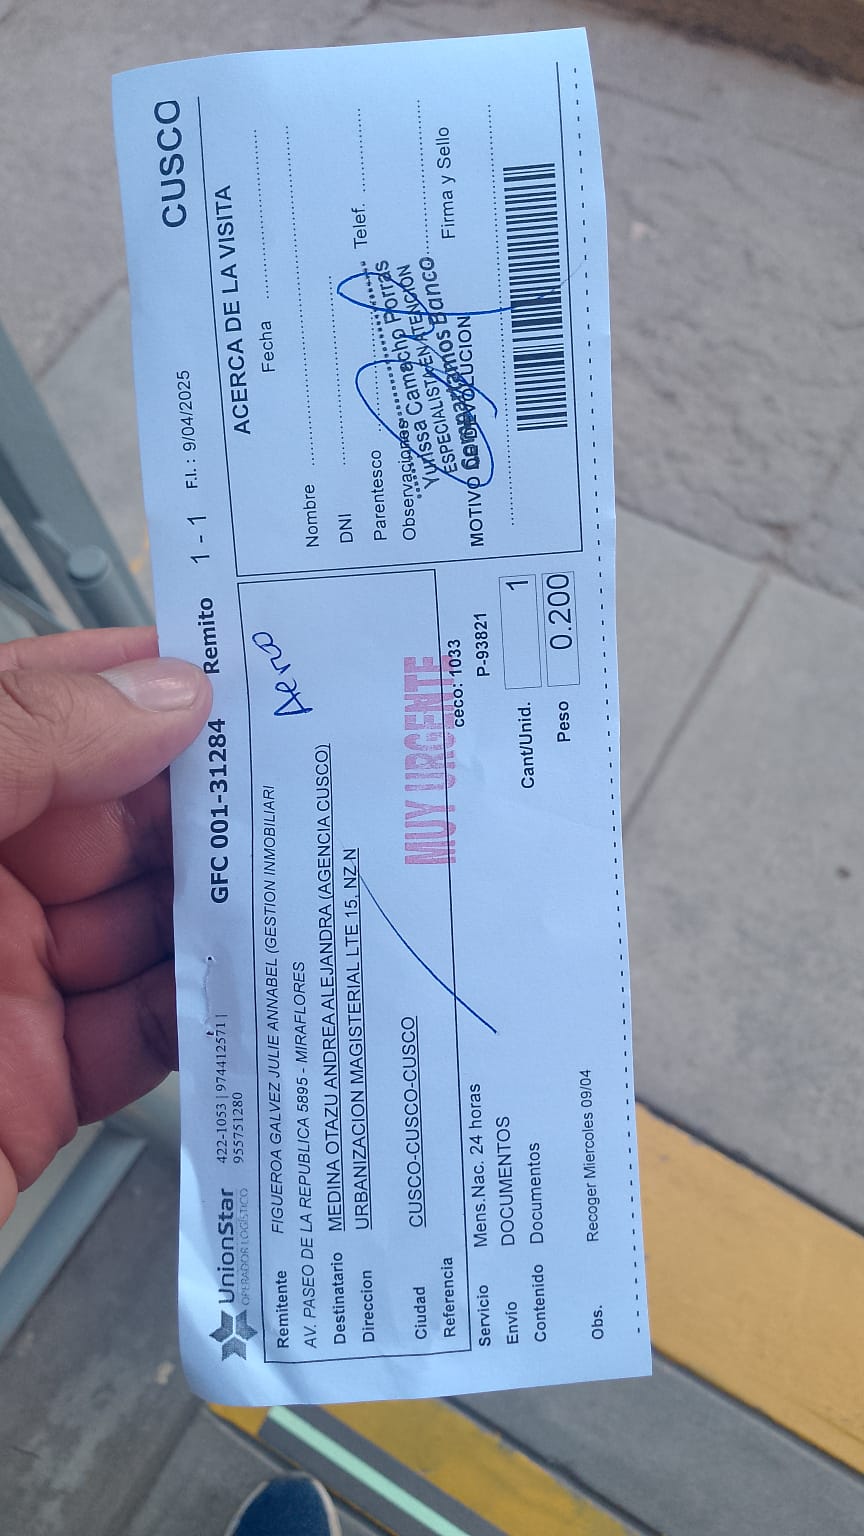 UnionStar
OPERADOR LOGÍSTICO
422-1053 | 974412571 |
955751280
GFC 001-31284 Remito 1 - 1 F.I. : 9/04/2025 CUSCO
Remitente FIGUEROA GALVEZ JULIE ANNABEL (GESTION INMOBILIARI
AV. PASEO DE LA REPUBLICA 5895 - MIRAFLORES
Destinatario MEDINA OTAZU ANDREA ALEJANDRA (AGENCIA CUSCO)
Direccion URBANIZACION MAGISTERIAL LTE 15, NZ N
Ciudad CUSCO-CUSCO-CUSCO
Referencia
Aereo
MUY URGENTE
ceco: 1033
Servicio Mens.Nac. 24 horas P-93821
Envio DOCUMENTOS
Contenido Documentos
Cant/Unid. 1
Peso 0.200
Obs. Recoger Miercoles 09/04
ACERCA DE LA VISITA
Fecha
Nombre
DNI
Parentesco Telef.
Observaciones
Yurissa Camacho Porras
ESPECIALISTA EN ATENCION
Compartamos Banco
Firma y Sello
MOTIVO DE DEVOLUCION